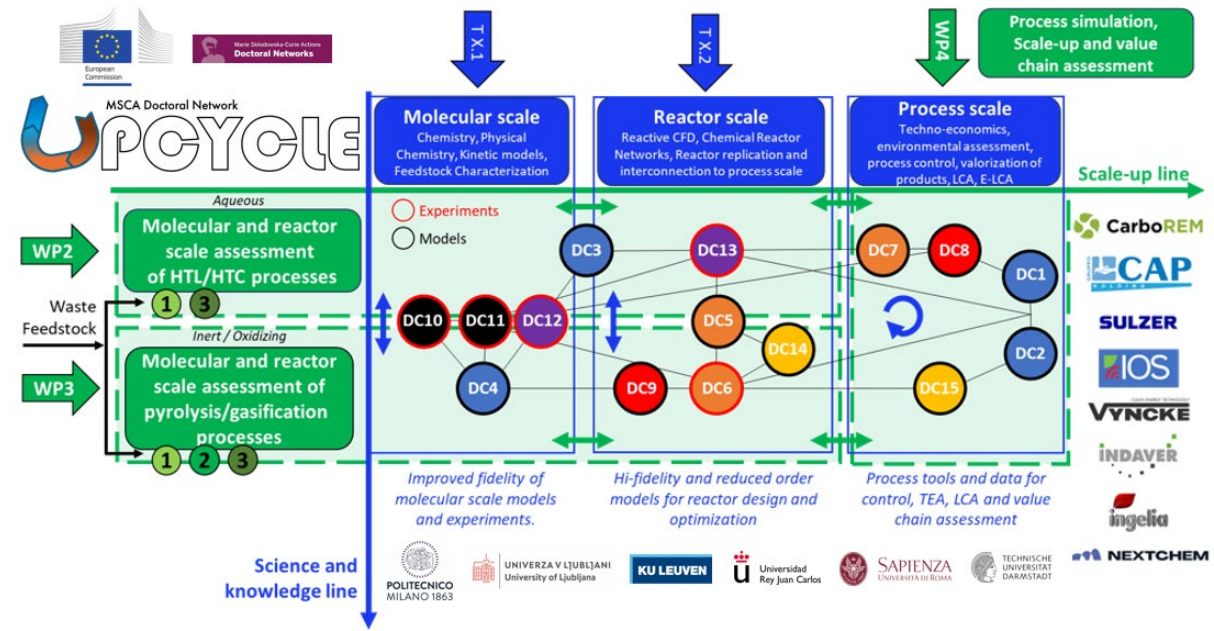 European
Commission
Marie Skłodowska-Curie Actions
Doctoral Networks
T X.1
T X.2
WP4
Process simulation,
Scale-up and value
chain assessment
MSCA Doctoral Network
UPCYCLE
Molecular scale
Chemistry, Physical
Chemistry, Kinetic models,
Feedstock Characterization
Reactor scale
Reactive CFD, Chemical Reactor
Networks, Reactor replication and
interconnection to process scale
Process scale
Techno-economics,
environmental assessment,
process control, valorization of
products, LCA, E-LCA
Scale-up line
Aqueous
WP2
Molecular and reactor
scale assessment
of HTL/HTC processes
1 3
Waste
Feedstock
Inert / Oxidizing
WP3
Molecular and reactor
scale assessment of
pyrolysis/gasification
processes
1 2 3
Experiments
Models
DC3
DC13
DC7
DC8
DC1
DC10
DC11
DC12
DC5
DC14
DC2
DC4
DC9
DC6
DC15
CarboREM
CAP
HOLDING
SULZER
IOS
CLEAN ENERGY TECHNOLOGY
VYNCKE
INDAVER
ingelia
NEXTCHEM
Improved fidelity of
molecular scale models
and experiments.
Hi-fidelity and reduced order
models for reactor design and
optimization
Process tools and data for
control, TEA, LCA and value
chain assessment
Science and
knowledge line
POLITECNICO
MILANO 1863
UNIVERZA V LJUBLJANI
University of Ljubljana
KU LEUVEN
Universidad
Rey Juan Carlos
SAPIENZA
UNIVERSITÀ DI ROMA
TECHNISCHE
UNIVERSITÄT
DARMSTADT